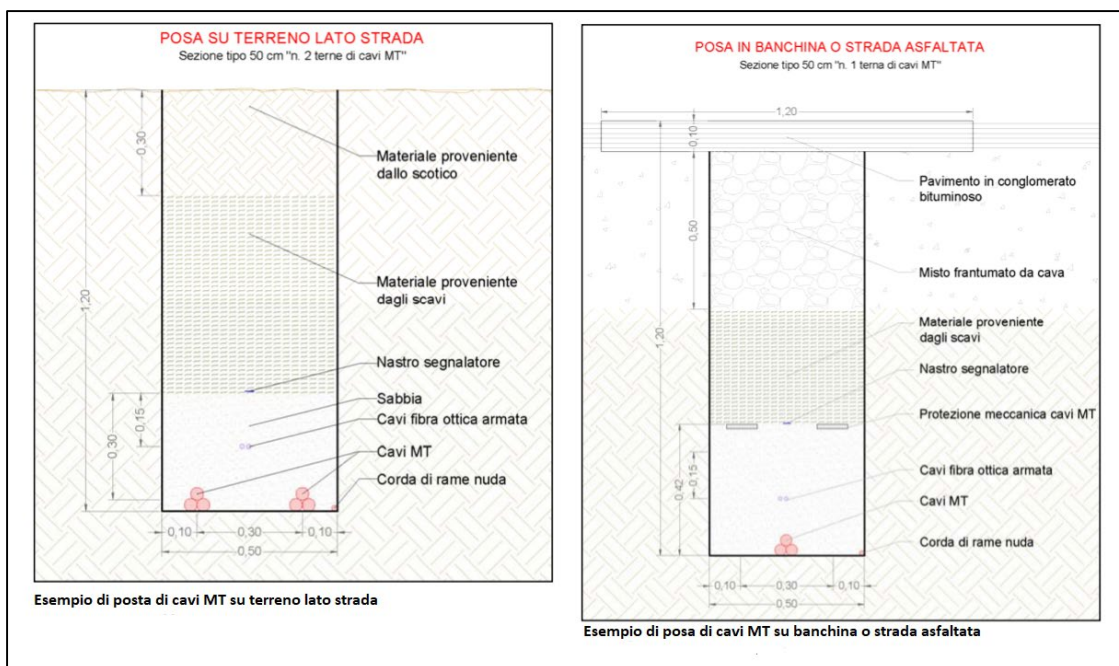 POSA SU TERRENO LATO STRADA
Sezione tipo 50 cm "n. 2 terne di cavi MT"
0,30
1,20
Materiale proveniente
dallo scotico
Materiale proveniente
dagli scavi
Nastro segnalatore
Sabbia
0,15
0,30
Cavi fibra ottica armata
Cavi MT
Corda di rame nuda
0,10 0,30 0,10
0,50
Esempio di posta di cavi MT su terreno lato strada
POSA IN BANCHINA O STRADA ASFALTATA
Sezione tipo 50 cm "n. 1 terna di cavi MT"
1,20
0,10
Pavimento in conglomerato
bituminoso
0,50
Misto frantumato da cava
1,20
Materiale proveniente
dagli scavi
Nastro segnalatore
Protezione meccanica cavi MT
0,15
0,42
Cavi fibra ottica armata
Cavi MT
Corda di rame nuda
0,10 0,30 0,10
0,50
Esempio di posa di cavi MT su banchina o strada asfaltata